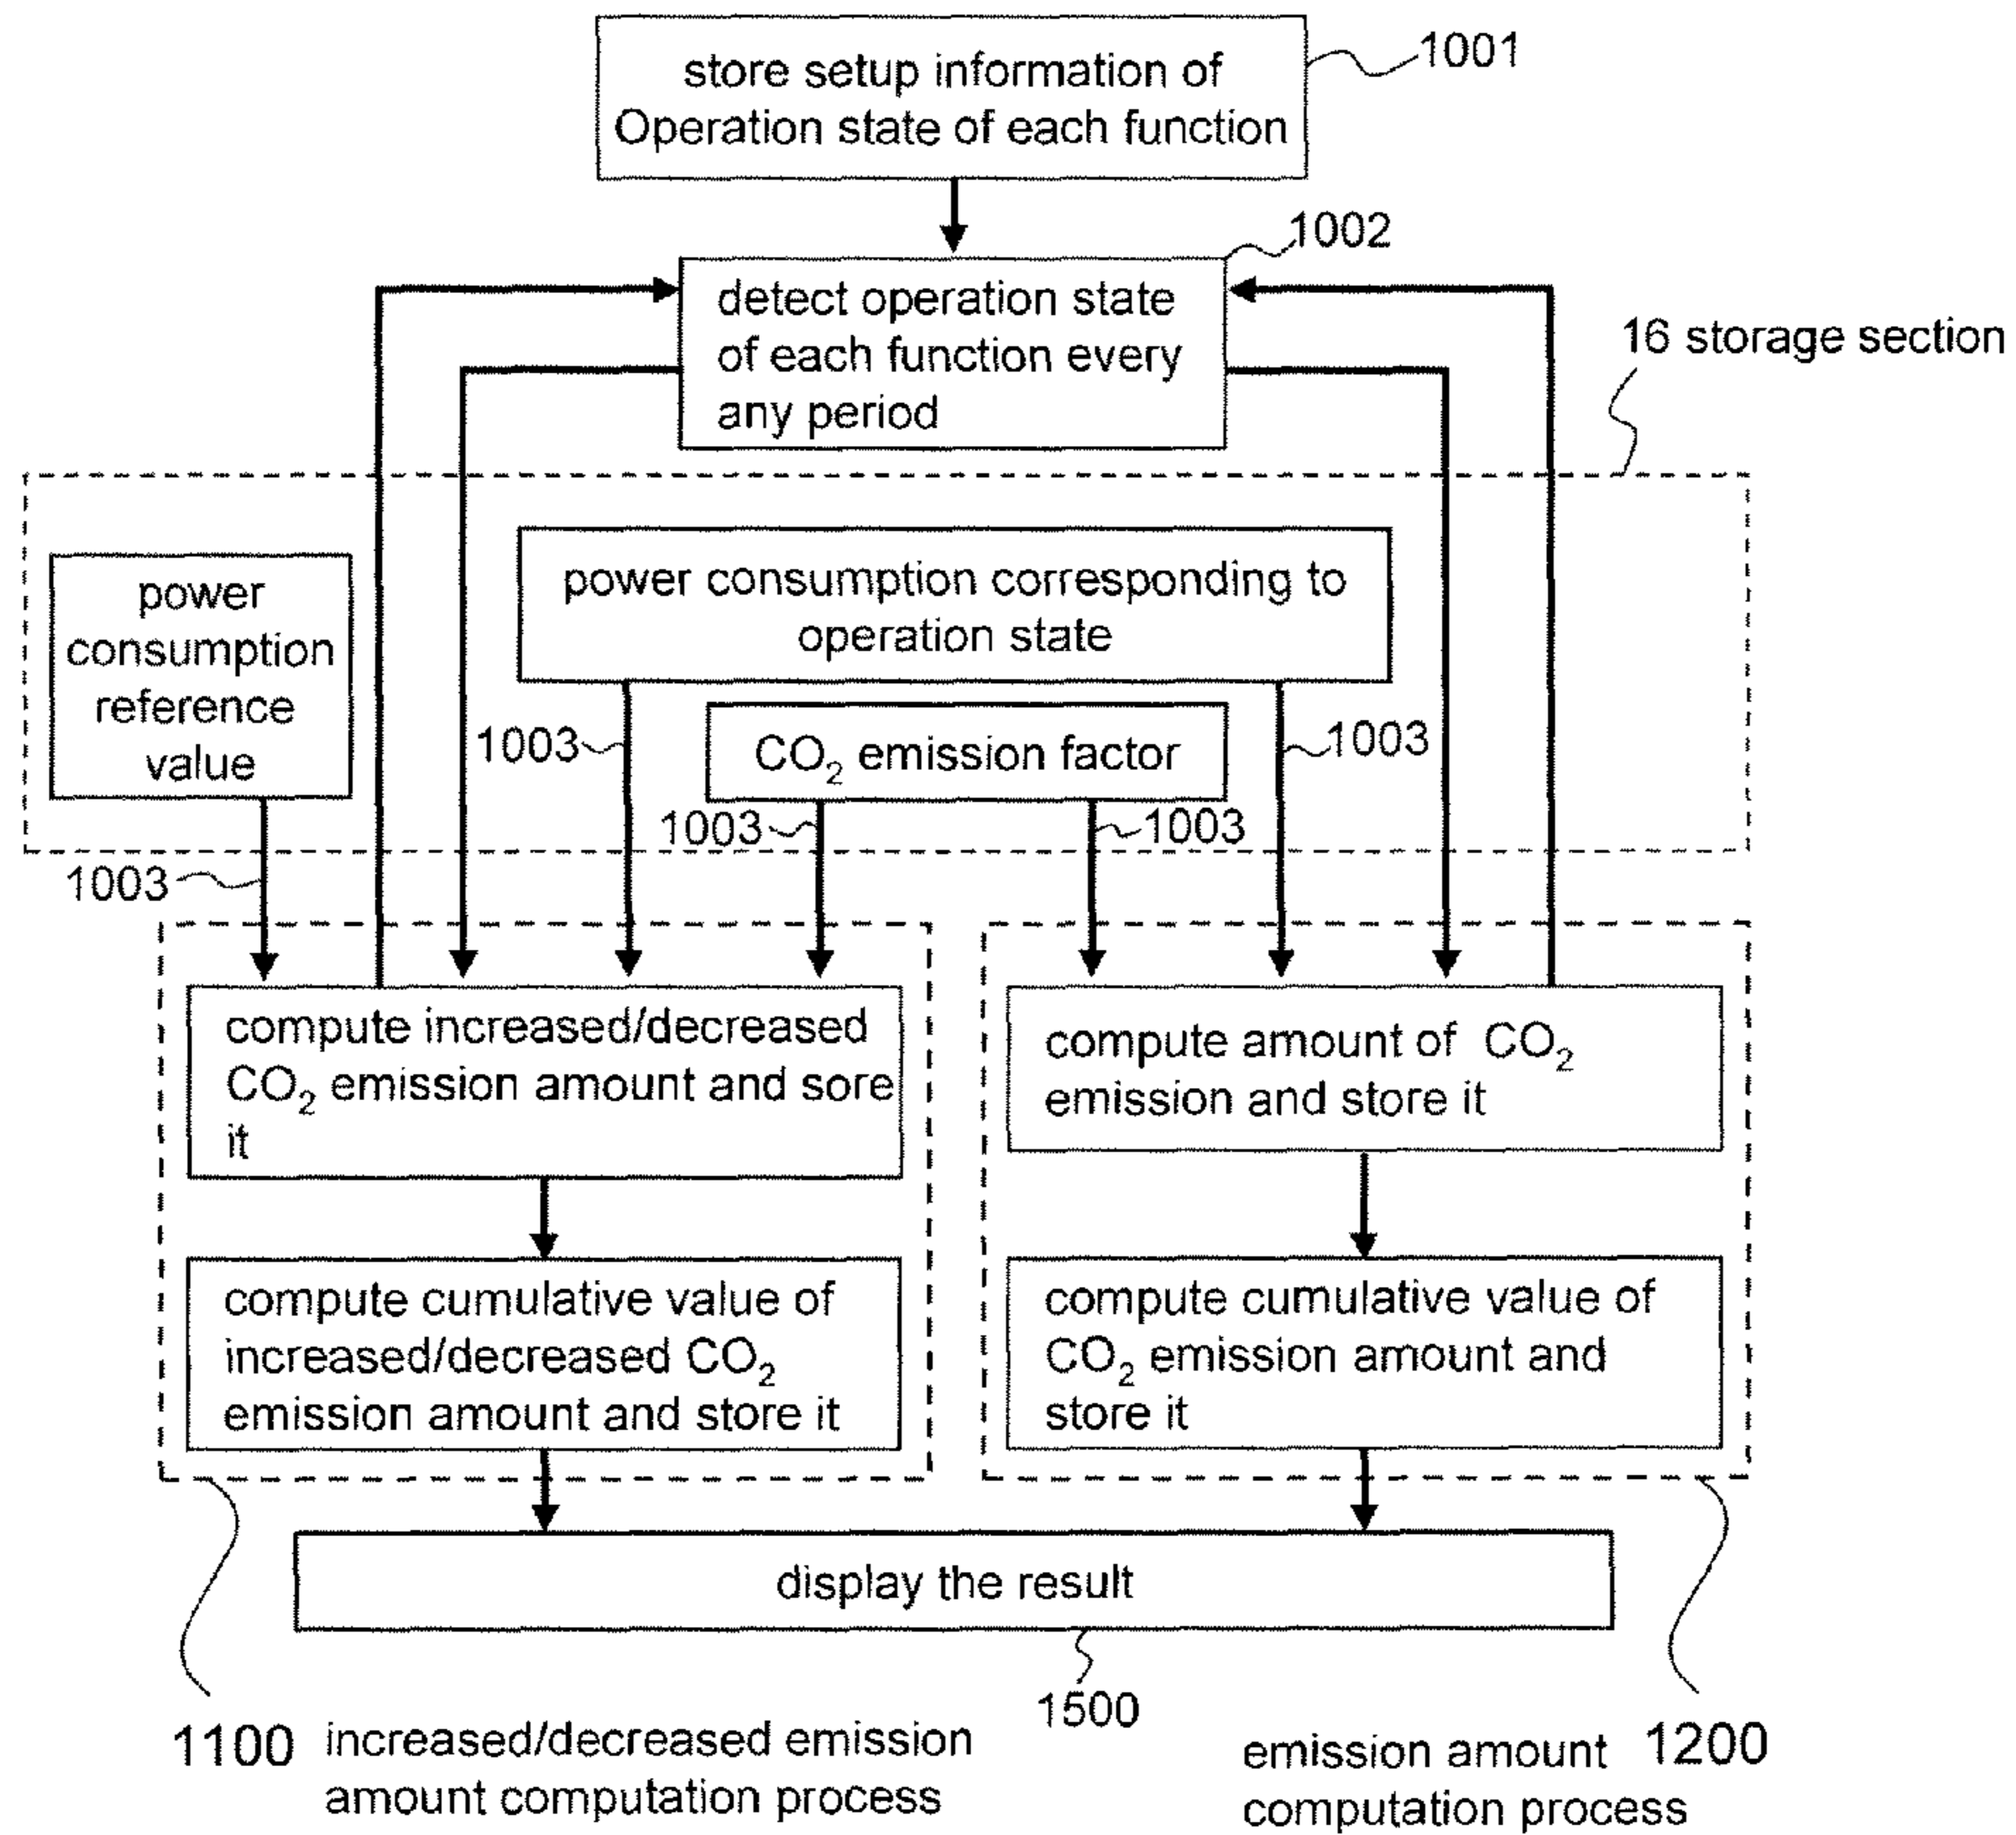 store setup information of
Operation state of each function
1001
1002
detect operation state
of each function every
any period
16 storage section
power
consumption
reference
value
power consumption corresponding to
operation state
1003
CO₂ emission factor
1003
1003
1003
1003
compute increased/decreased
CO₂ emission amount and sore
it
compute amount of CO₂
emission and store it
compute cumulative value of
increased/decreased CO₂
emission amount and store it
compute cumulative value of
CO₂ emission amount and
store it
display the result
1500
1100 increased/decreased emission
amount computation process
emission amount 1200
computation process